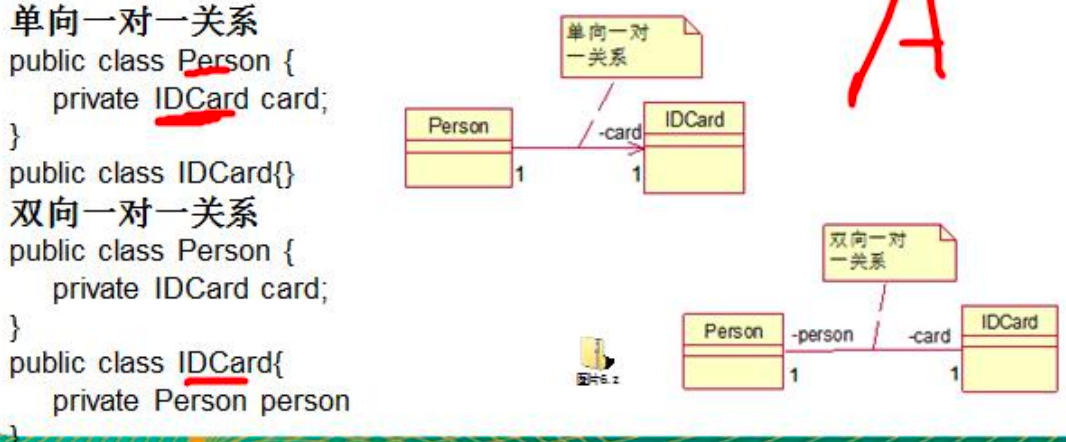 单向一对一关系
public class Person {
private IDCard card;
}
public class IDCard{}
双向一对一关系
public class Person {
private IDCard card;
}
public class IDCard{
private Person person
}
A
单向一对
一关系
Person
-card
IDCard
1
1
双向一对
一关系
Person
-person
-card
IDCard
1
1
图片6.z